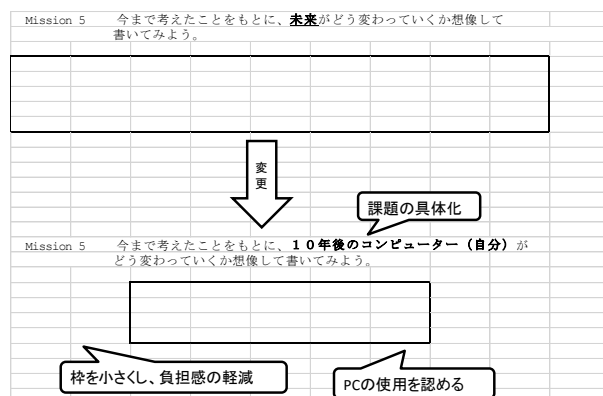 Mission 5 今まで考えたことをもとに、未来がどう変わっていくか想像して
書いてみよう。
変
更
課題の具体化
Mission 5 今まで考えたことをもとに、１０年後のコンピューター（自分）が
どう変わっていくか想像して書いてみよう。
枠を小さくし、負担感の軽減
PCの使用を認める